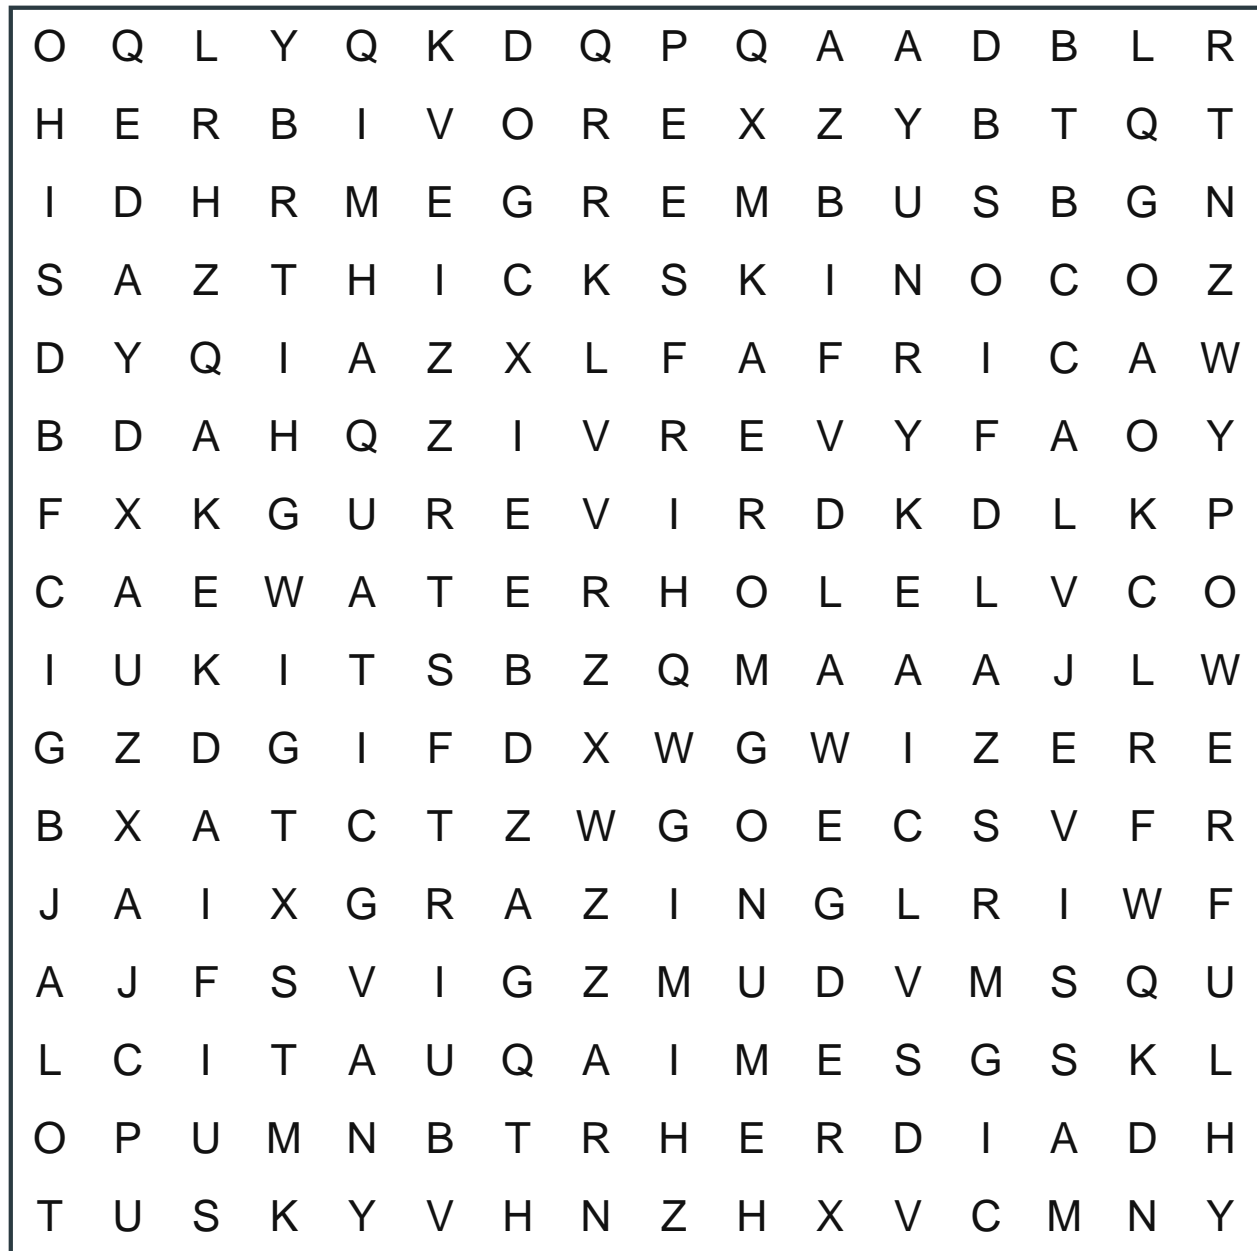 O Q L Y Q K D Q P Q A A D B L R
H E R B I V O R E X Z Y B T Q T
I D H R M E G R E M B U S B G N
S A Z T H I C K S K I N O C O Z
D Y Q I A Z X L F A F R I C A W
B D A H Q Z I V R E V Y F A O Y
F X K G U R E V I R D K D L K P
C A E W A T E R H O L E L V C O
I U K I T S B Z Q M A A A J L W
G Z D G I F D X W G W I Z E R E
B X A T C T Z W G O E C S V F R
J A I X G R A Z I N G L R I W F
A J F S V I G Z M U D V M S Q U
L C I T A U Q A I M E S G S K L
O P U M N B T R H E R D I A D H
T U S K Y V H N Z H X V C M N Y